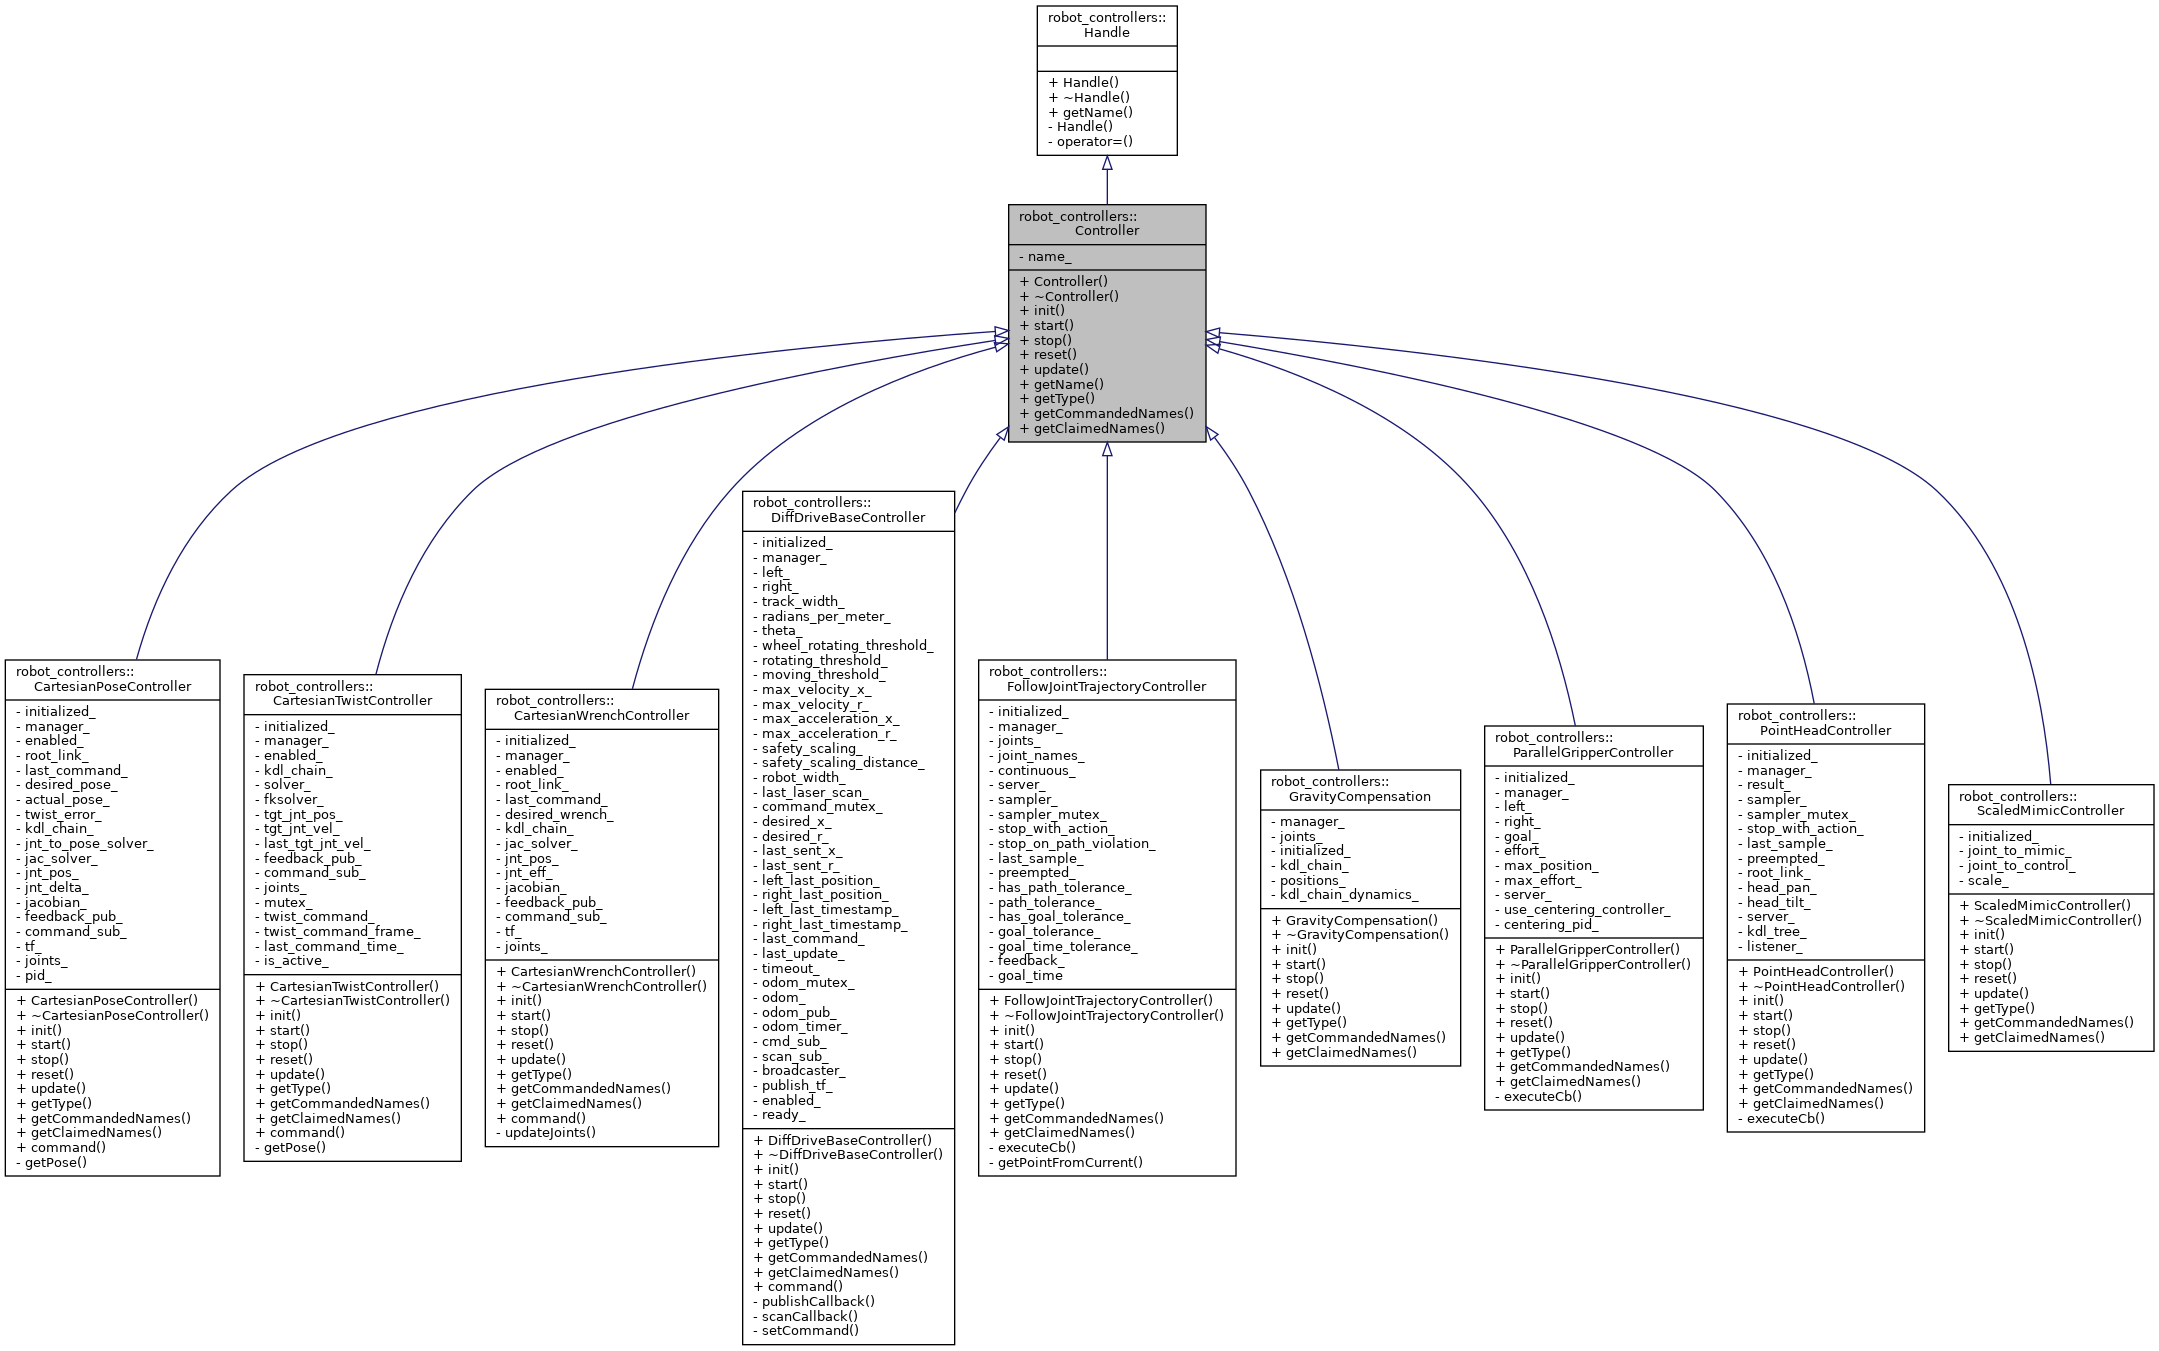 robot_controllers::
Handle
+ Handle()
+ ~Handle()
+ getName()
- Handle()
- operator=()
robot_controllers::
Controller
- name_
+ Controller()
+ ~Controller()
+ init()
+ start()
+ stop()
+ reset()
+ update()
+ getName()
+ getType()
+ getCommandedNames()
+ getClaimedNames()
robot_controllers::
CartesianPoseController
- initialized_
- manager_
- enabled_
- root_link_
- last_command_
- desired_pose_
- actual_pose_
- twist_error_
- kdl_chain_
- jnt_to_pose_solver_
- jac_solver_
- jnt_pos_
- jnt_delta_
- jacobian_
- feedback_pub_
- command_sub_
- tf_
- joints_
- pid_
+ CartesianPoseController()
+ ~CartesianPoseController()
+ init()
+ start()
+ stop()
+ reset()
+ update()
+ getType()
+ getCommandedNames()
+ getClaimedNames()
+ command()
- getPose()
robot_controllers::
CartesianTwistController
- initialized_
- manager_
- enabled_
- kdl_chain_
- solver_
- fksolver_
- tgt_jnt_pos_
- tgt_jnt_vel_
- last_tgt_jnt_vel_
- feedback_pub_
- command_sub_
- joints_
- mutex_
- twist_command_
- twist_command_frame_
- last_command_time_
- is_active_
+ CartesianTwistController()
+ ~CartesianTwistController()
+ init()
+ start()
+ stop()
+ reset()
+ update()
+ getType()
+ getCommandedNames()
+ getClaimedNames()
+ command()
- getPose()
robot_controllers::
CartesianWrenchController
- initialized_
- manager_
- enabled_
- root_link_
- last_command_
- desired_wrench_
- kdl_chain_
- jac_solver_
- jnt_pos_
- jnt_eff_
- jacobian_
- feedback_pub_
- command_sub_
- tf_
- joints_
+ CartesianWrenchController()
+ ~CartesianWrenchController()
+ init()
+ start()
+ stop()
+ reset()
+ update()
+ getType()
+ getCommandedNames()
+ getClaimedNames()
+ command()
- updateJoints()
robot_controllers::
DiffDriveBaseController
- initialized_
- manager_
- left_
- right_
- track_width_
- radians_per_meter_
- theta_
- wheel_rotating_threshold_
- rotating_threshold_
- moving_threshold_
- max_velocity_x_
- max_velocity_r_
- max_acceleration_x_
- max_acceleration_r_
- safety_scaling_
- safety_scaling_distance_
- robot_width_
- last_laser_scan_
- command_mutex_
- desired_x_
- desired_r_
- last_sent_x_
- last_sent_r_
- left_last_position_
- right_last_position_
- left_last_timestamp_
- right_last_timestamp_
- last_command_
- last_update_
- timeout_
- odom_mutex_
- odom_
- odom_pub_
- odom_timer_
- cmd_sub_
- scan_sub_
- broadcaster_
- publish_tf_
- enabled_
- ready_
+ DiffDriveBaseController()
+ ~DiffDriveBaseController()
+ init()
+ start()
+ stop()
+ reset()
+ update()
+ getType()
+ getCommandedNames()
+ getClaimedNames()
+ command()
- publishCallback()
- scanCallback()
- setCommand()
robot_controllers::
FollowJointTrajectoryController
- initialized_
- manager_
- joints_
- joint_names_
- continuous_
- server_
- sampler_
- sampler_mutex_
- stop_with_action_
- stop_on_path_violation_
- last_sample_
- preempted_
- has_path_tolerance_
- path_tolerance_
- has_goal_tolerance_
- goal_tolerance_
- goal_time_tolerance_
- feedback_
- goal_time
+ FollowJointTrajectoryController()
+ ~FollowJointTrajectoryController()
+ init()
+ start()
+ stop()
+ reset()
+ update()
+ getType()
+ getCommandedNames()
+ getClaimedNames()
- executeCb()
- getPointFromCurrent()
robot_controllers::
GravityCompensation
- manager_
- joints_
- initialized_
- kdl_chain_
- positions_
- kdl_chain_dynamics_
+ GravityCompensation()
+ ~GravityCompensation()
+ init()
+ start()
+ stop()
+ reset()
+ update()
+ getType()
+ getCommandedNames()
+ getClaimedNames()
robot_controllers::
ParallelGripperController
- initialized_
- manager_
- left_
- right_
- goal_
- effort_
- max_position_
- max_effort_
- server_
- use_centering_controller_
- centering_pid_
+ ParallelGripperController()
+ ~ParallelGripperController()
+ init()
+ start()
+ stop()
+ reset()
+ update()
+ getType()
+ getCommandedNames()
+ getClaimedNames()
- executeCb()
robot_controllers::
PointHeadController
- initialized_
- manager_
- result_
- sampler_
- sampler_mutex_
- stop_with_action_
- last_sample_
- preempted_
- root_link_
- head_pan_
- head_tilt_
- server_
- kdl_tree_
- listener_
+ PointHeadController()
+ ~PointHeadController()
+ init()
+ start()
+ stop()
+ reset()
+ update()
+ getType()
+ getCommandedNames()
+ getClaimedNames()
- executeCb()
robot_controllers::
ScaledMimicController
- initialized_
- joint_to_mimic_
- joint_to_control_
- scale_
+ ScaledMimicController()
+ ~ScaledMimicController()
+ init()
+ start()
+ stop()
+ reset()
+ update()
+ getType()
+ getCommandedNames()
+ getClaimedNames()